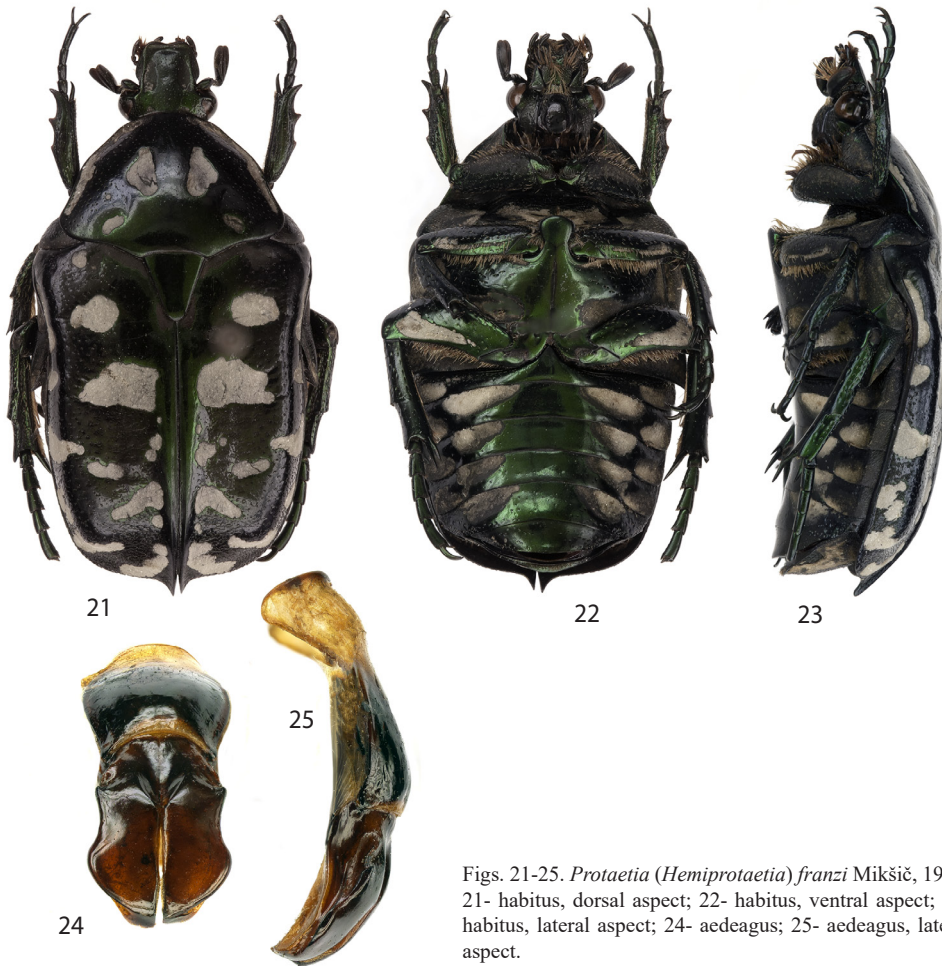 21
22
23
24
25
Figs. 21-25. Protaetia (Hemiprotaetia) franzi Mikšič, 19
21- habitus, dorsal aspect; 22- habitus, ventral aspect;
habitus, lateral aspect; 24- aedeagus; 25- aedeagus, late
aspect.